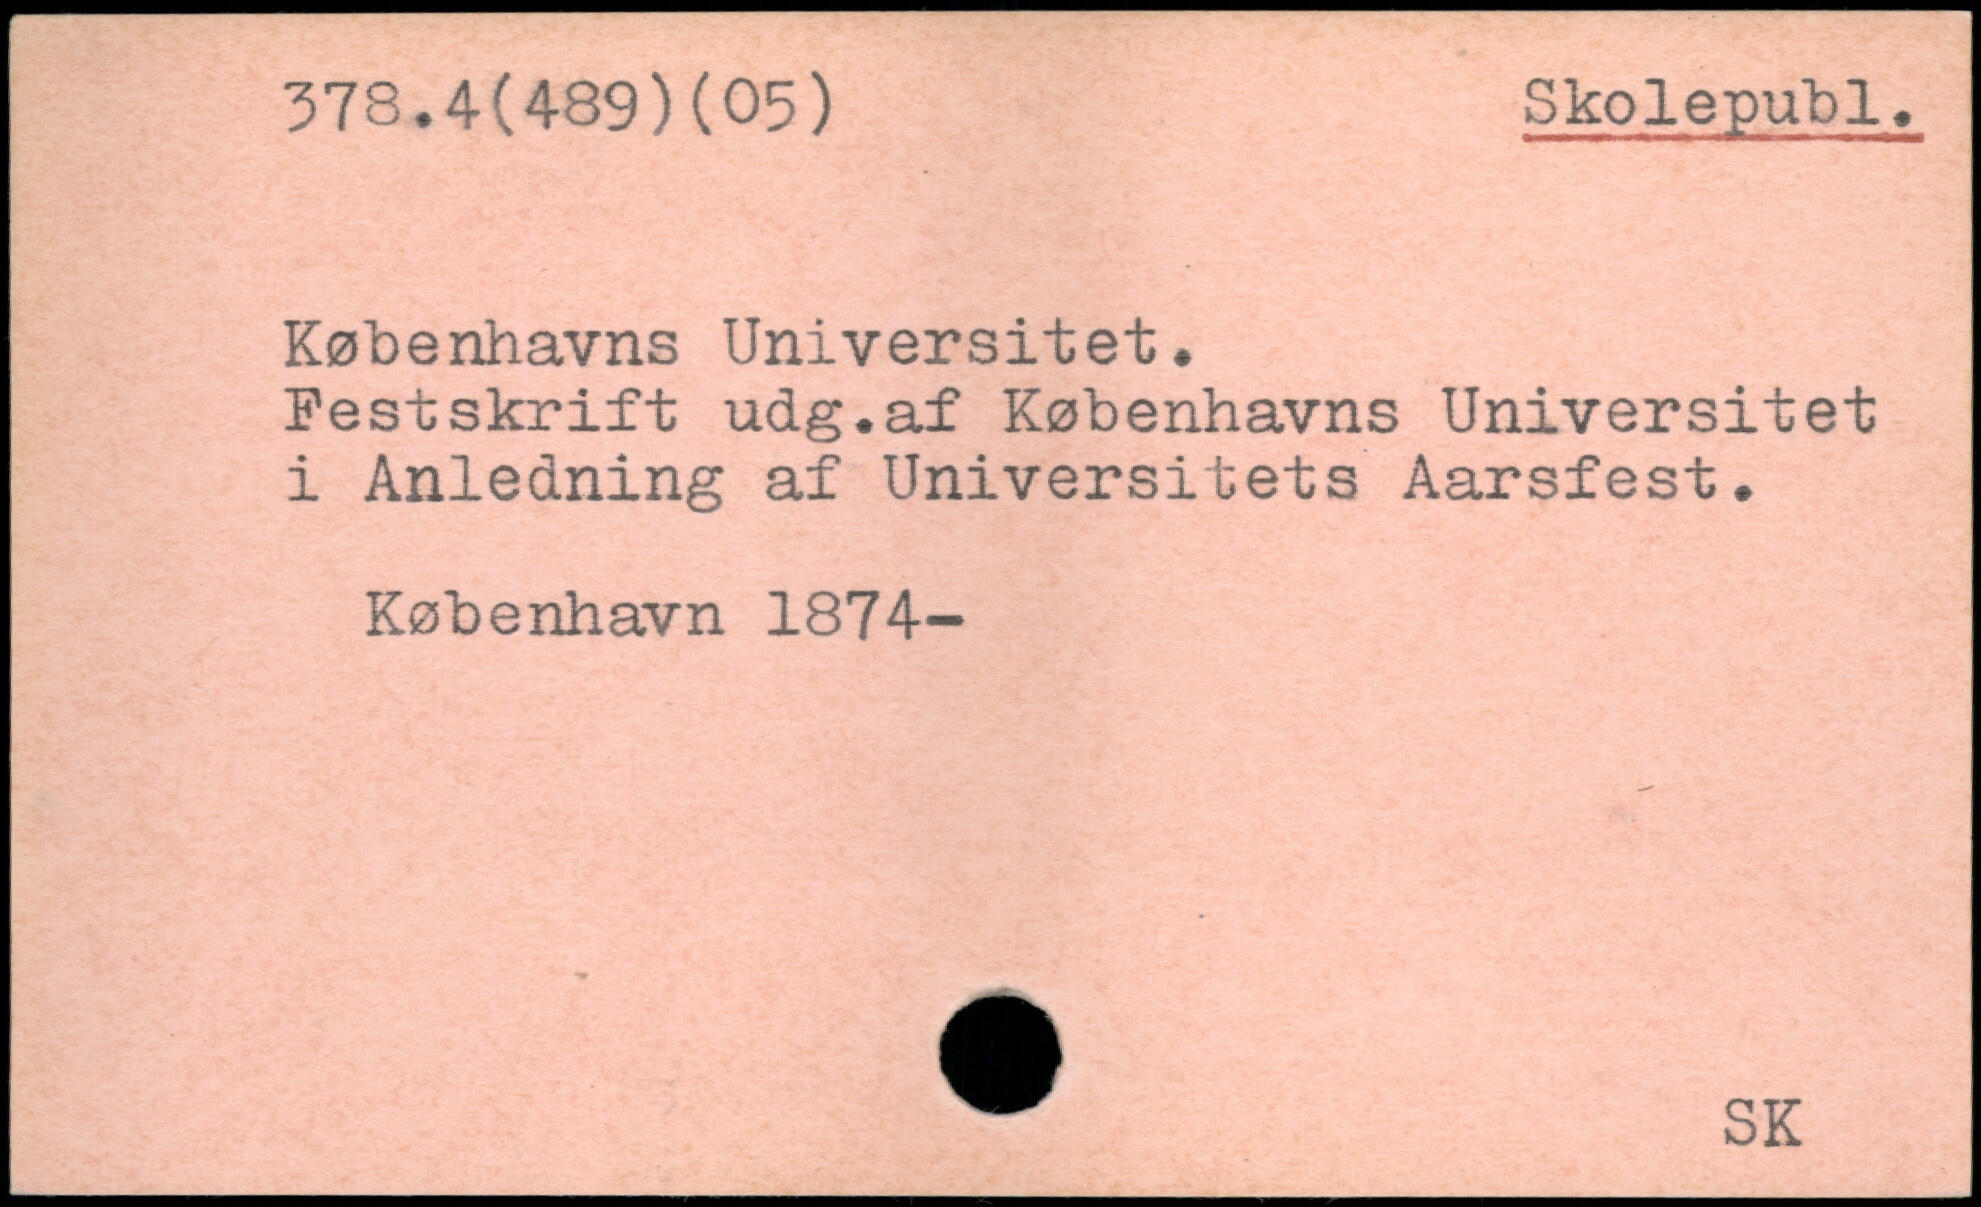 378.4(489)(05) Skolepubl.
Københavns Universitet.
Festskrift udg.af Københavns Universitet
i Anledning af Universitets Aarsfest.
København 1874-
SK